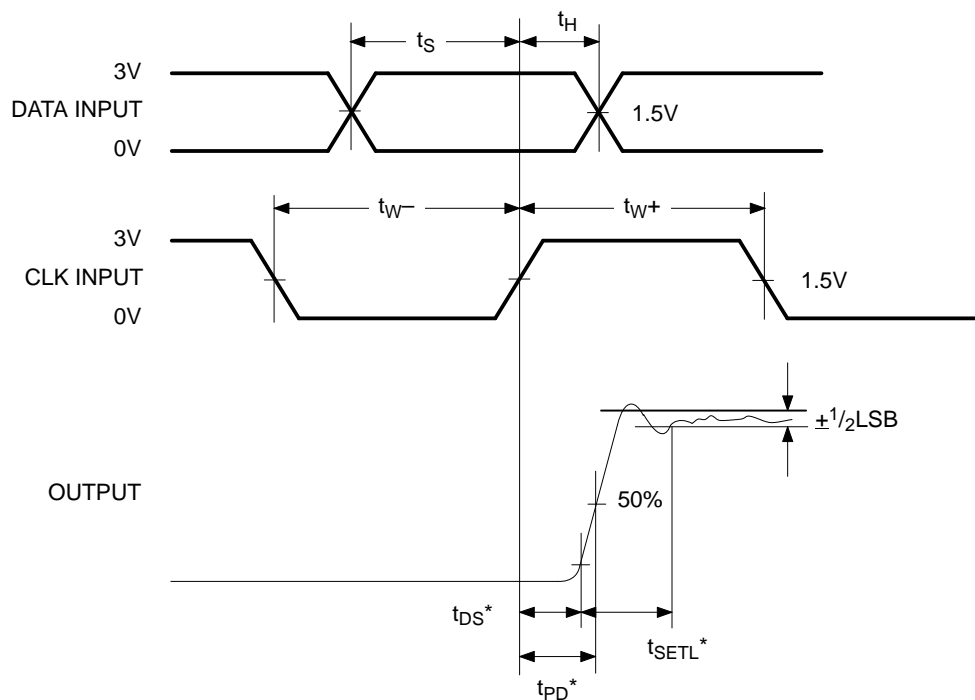 tS
tH
3V
DATA INPUT
1.5V
0V
tW–
tW+
3V
CLK INPUT
1.5V
0V
±1/2LSB
OUTPUT
50%
tDS*
tSETL*
tPD*